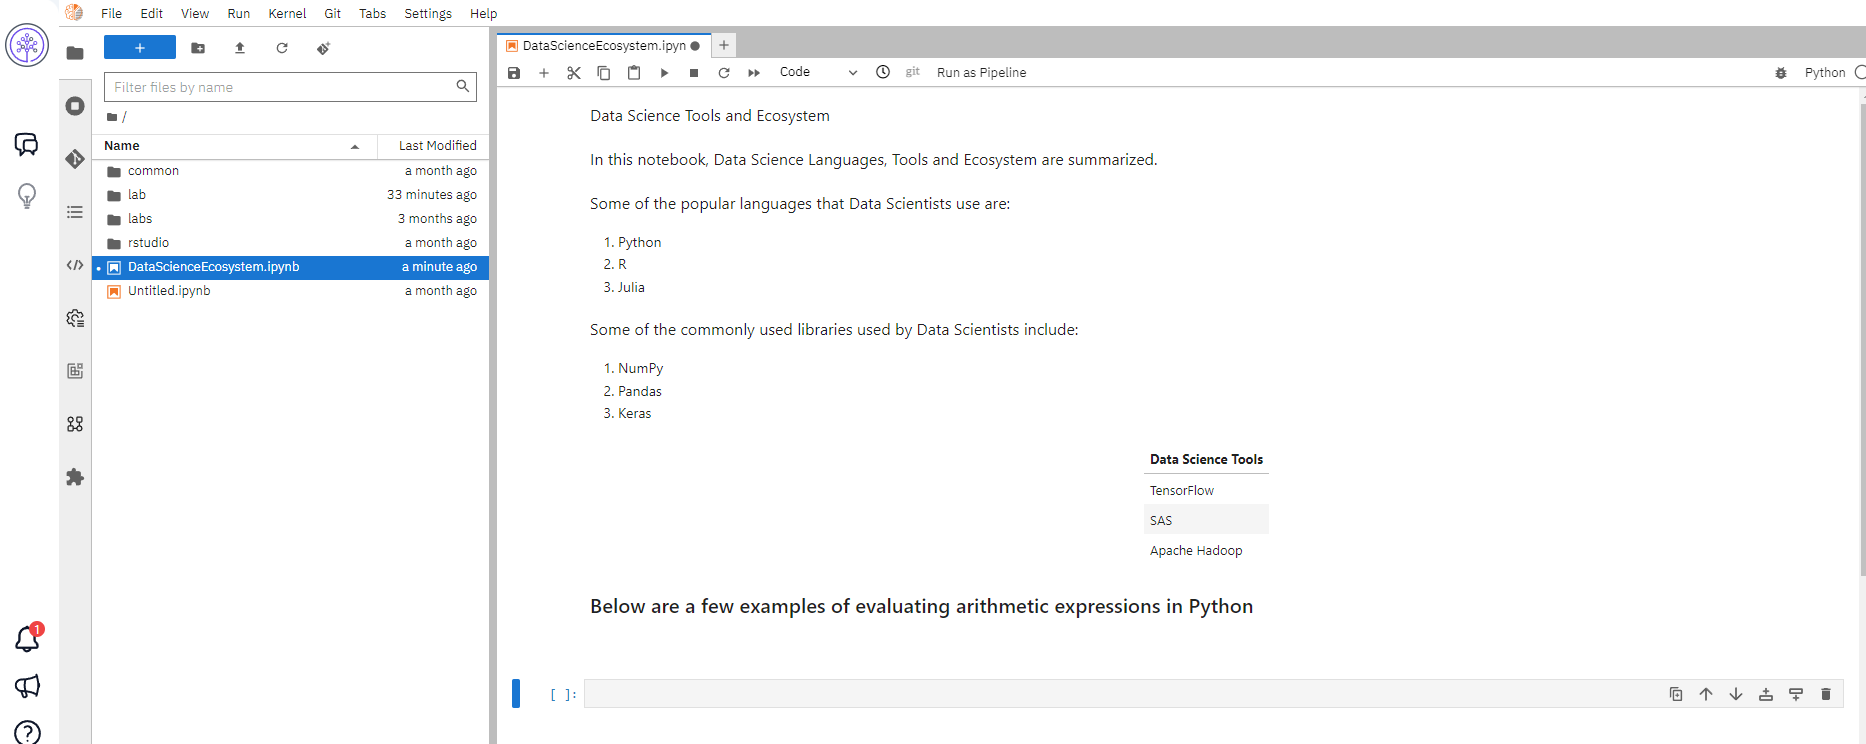 File Edit View Run Kernel Git Tabs Settings Help
+
Filter files by name
/
Name Last Modified
common a month ago
lab 33 minutes ago
labs 3 months ago
rstudio a month ago
DataScienceEcosystem.ipynb a minute ago
Untitled.ipynb a month ago
1
DataScienceEcosystem.ipyn
Code git Run as Pipeline Python
Data Science Tools and Ecosystem
In this notebook, Data Science Languages, Tools and Ecosystem are summarized.
Some of the popular languages that Data Scientists use are:
1. Python
2. R
3. Julia
Some of the commonly used libraries used by Data Scientists include:
1. NumPy
2. Pandas
3. Keras
Data Science Tools
TensorFlow
SAS
Apache Hadoop
Below are a few examples of evaluating arithmetic expressions in Python
[ ]: